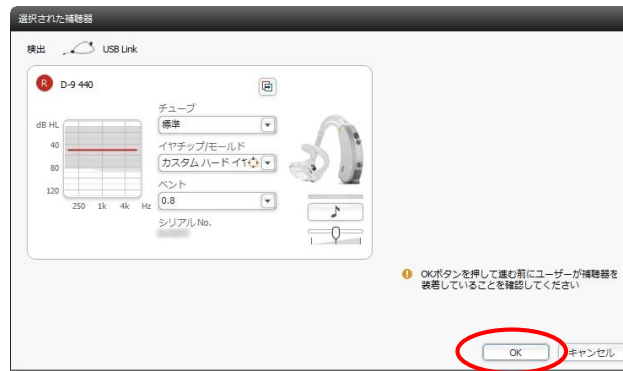 選択された補聴器
検出 USB Link
R D-9 440
チューブ
dB HL
標準
40
イヤチップ/モールド
80
カスタム ハード イヤ
ベント
120
0.8
250 1k 4k Hz
シリアル No.
OKボタンを押して進む前にユーザーが補聴器を
装着していることを確認してください
OK キャンセル